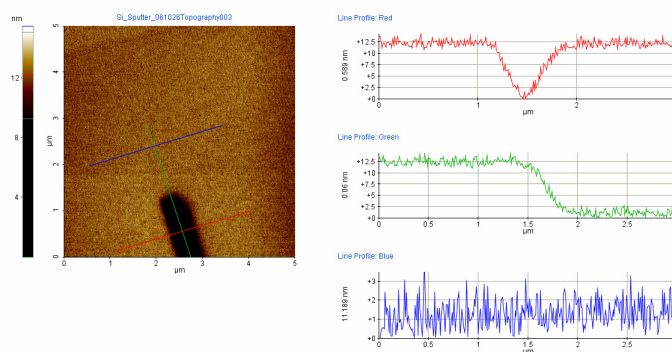 nm
Si_Sputter_061026Topography003
12
8
4
µm
5
4
3
2
1
0
0 1 2 3 4 5
µm
Line Profile: Red
0.589 nm
+12.5
+10
+7.5
+5
+2.5
+0
0 1 2
µm
Line Profile: Green
0.06 nm
+12.5
+10
+7.5
+5
+2.5
+0
0 0.5 1 1.5 2 2.5
µm
Line Profile: Blue
11.189 nm
+3
+2
+1
+0
0 0.5 1 1.5 2 2.5
µm